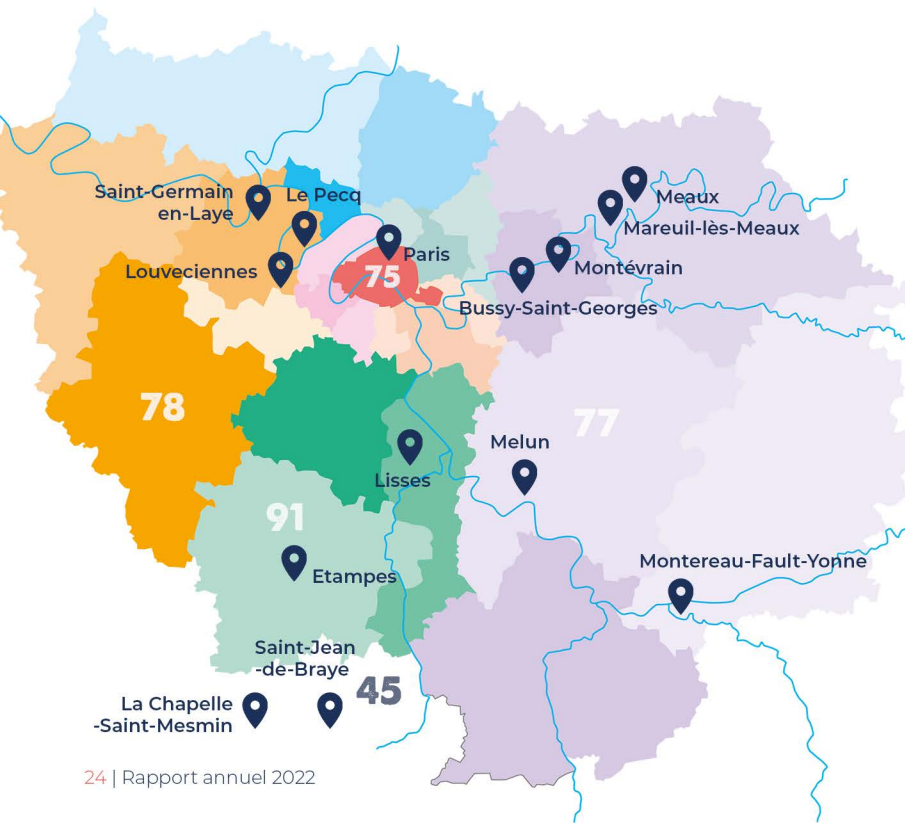 Saint-Germain
en-Laye
Le Pecq
Meaux
Mareuil-lès-Meaux
Paris
Louveciennes
75
Montévrain
Bussy-Saint-Georges
78
77
Melun
Lisses
91
Etampes
Montereau-Fault-Yonne
Saint-Jean
-de-Braye
45
La Chapelle
-Saint-Mesmin
24 | Rapport annuel 2022